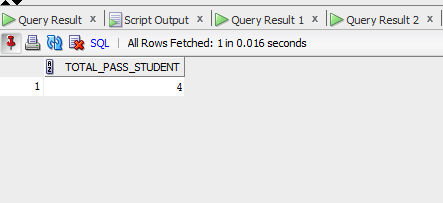 Query Result x Script Output x Query Result 1 x Query Result 2 x
SQL | All Rows Fetched: 1 in 0.016 seconds
AZ TOTAL_PASS_STUDENT
1 4